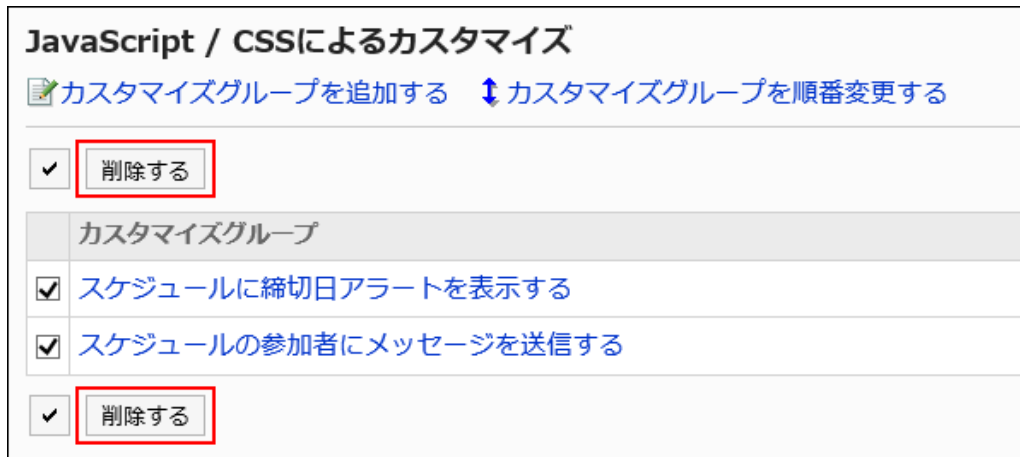 JavaScript / CSSによるカスタマイズ
カスタマイズグループを追加する カスタマイズグループを順番変更する
削除する
カスタマイズグループ
スケジュールに締切日アラートを表示する
スケジュールの参加者にメッセージを送信する
削除する